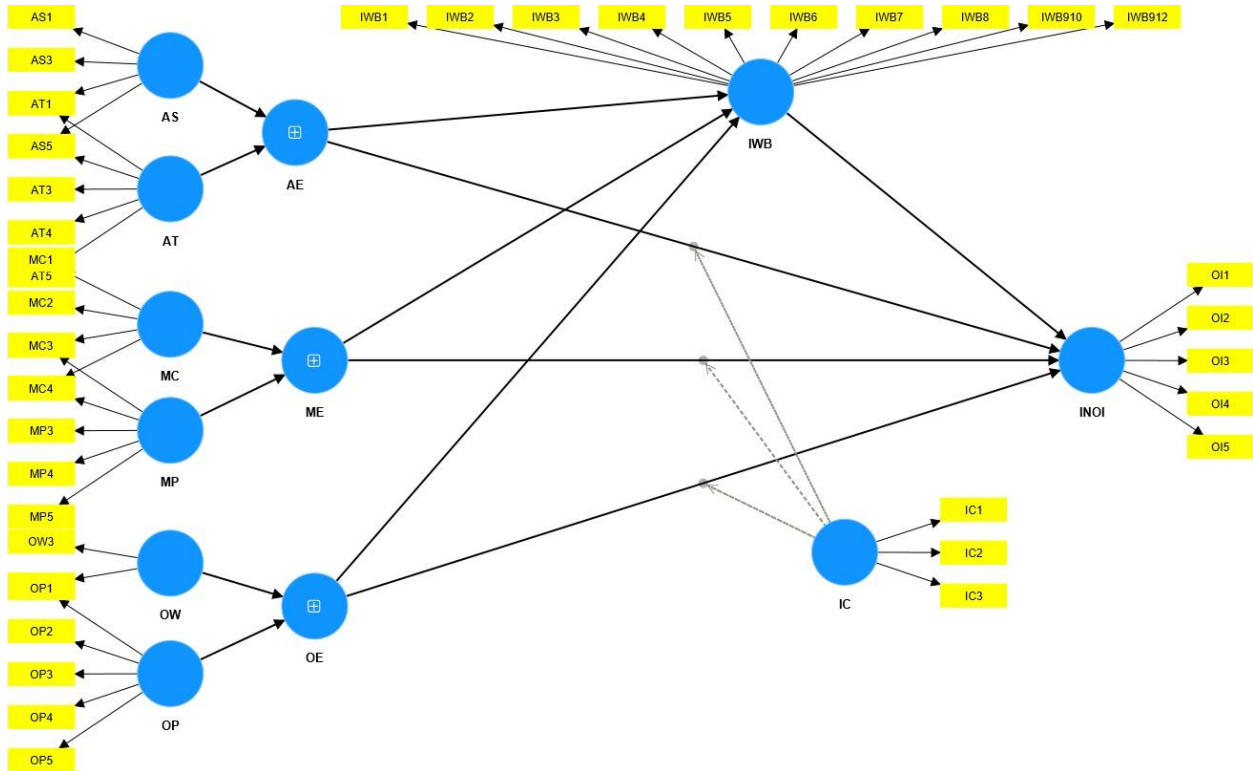 AS1
AS3
AT1
AS5
AT3
AT4
MC1
AT5
MC2
MC3
MC4
MP3
MP4
MP5
OW3
OP1
OP2
OP3
OP4
OP5
AS
AT
MC
MP
OW
OP
AE
ME
OE
IWB1
IWB2
IWB3
IWB4
IWB5
IWB6
IWB7
IWB8
IWB910
IWB912
IWB
INOI
OI1
OI2
OI3
OI4
OI5
IC
IC1
IC2
IC3